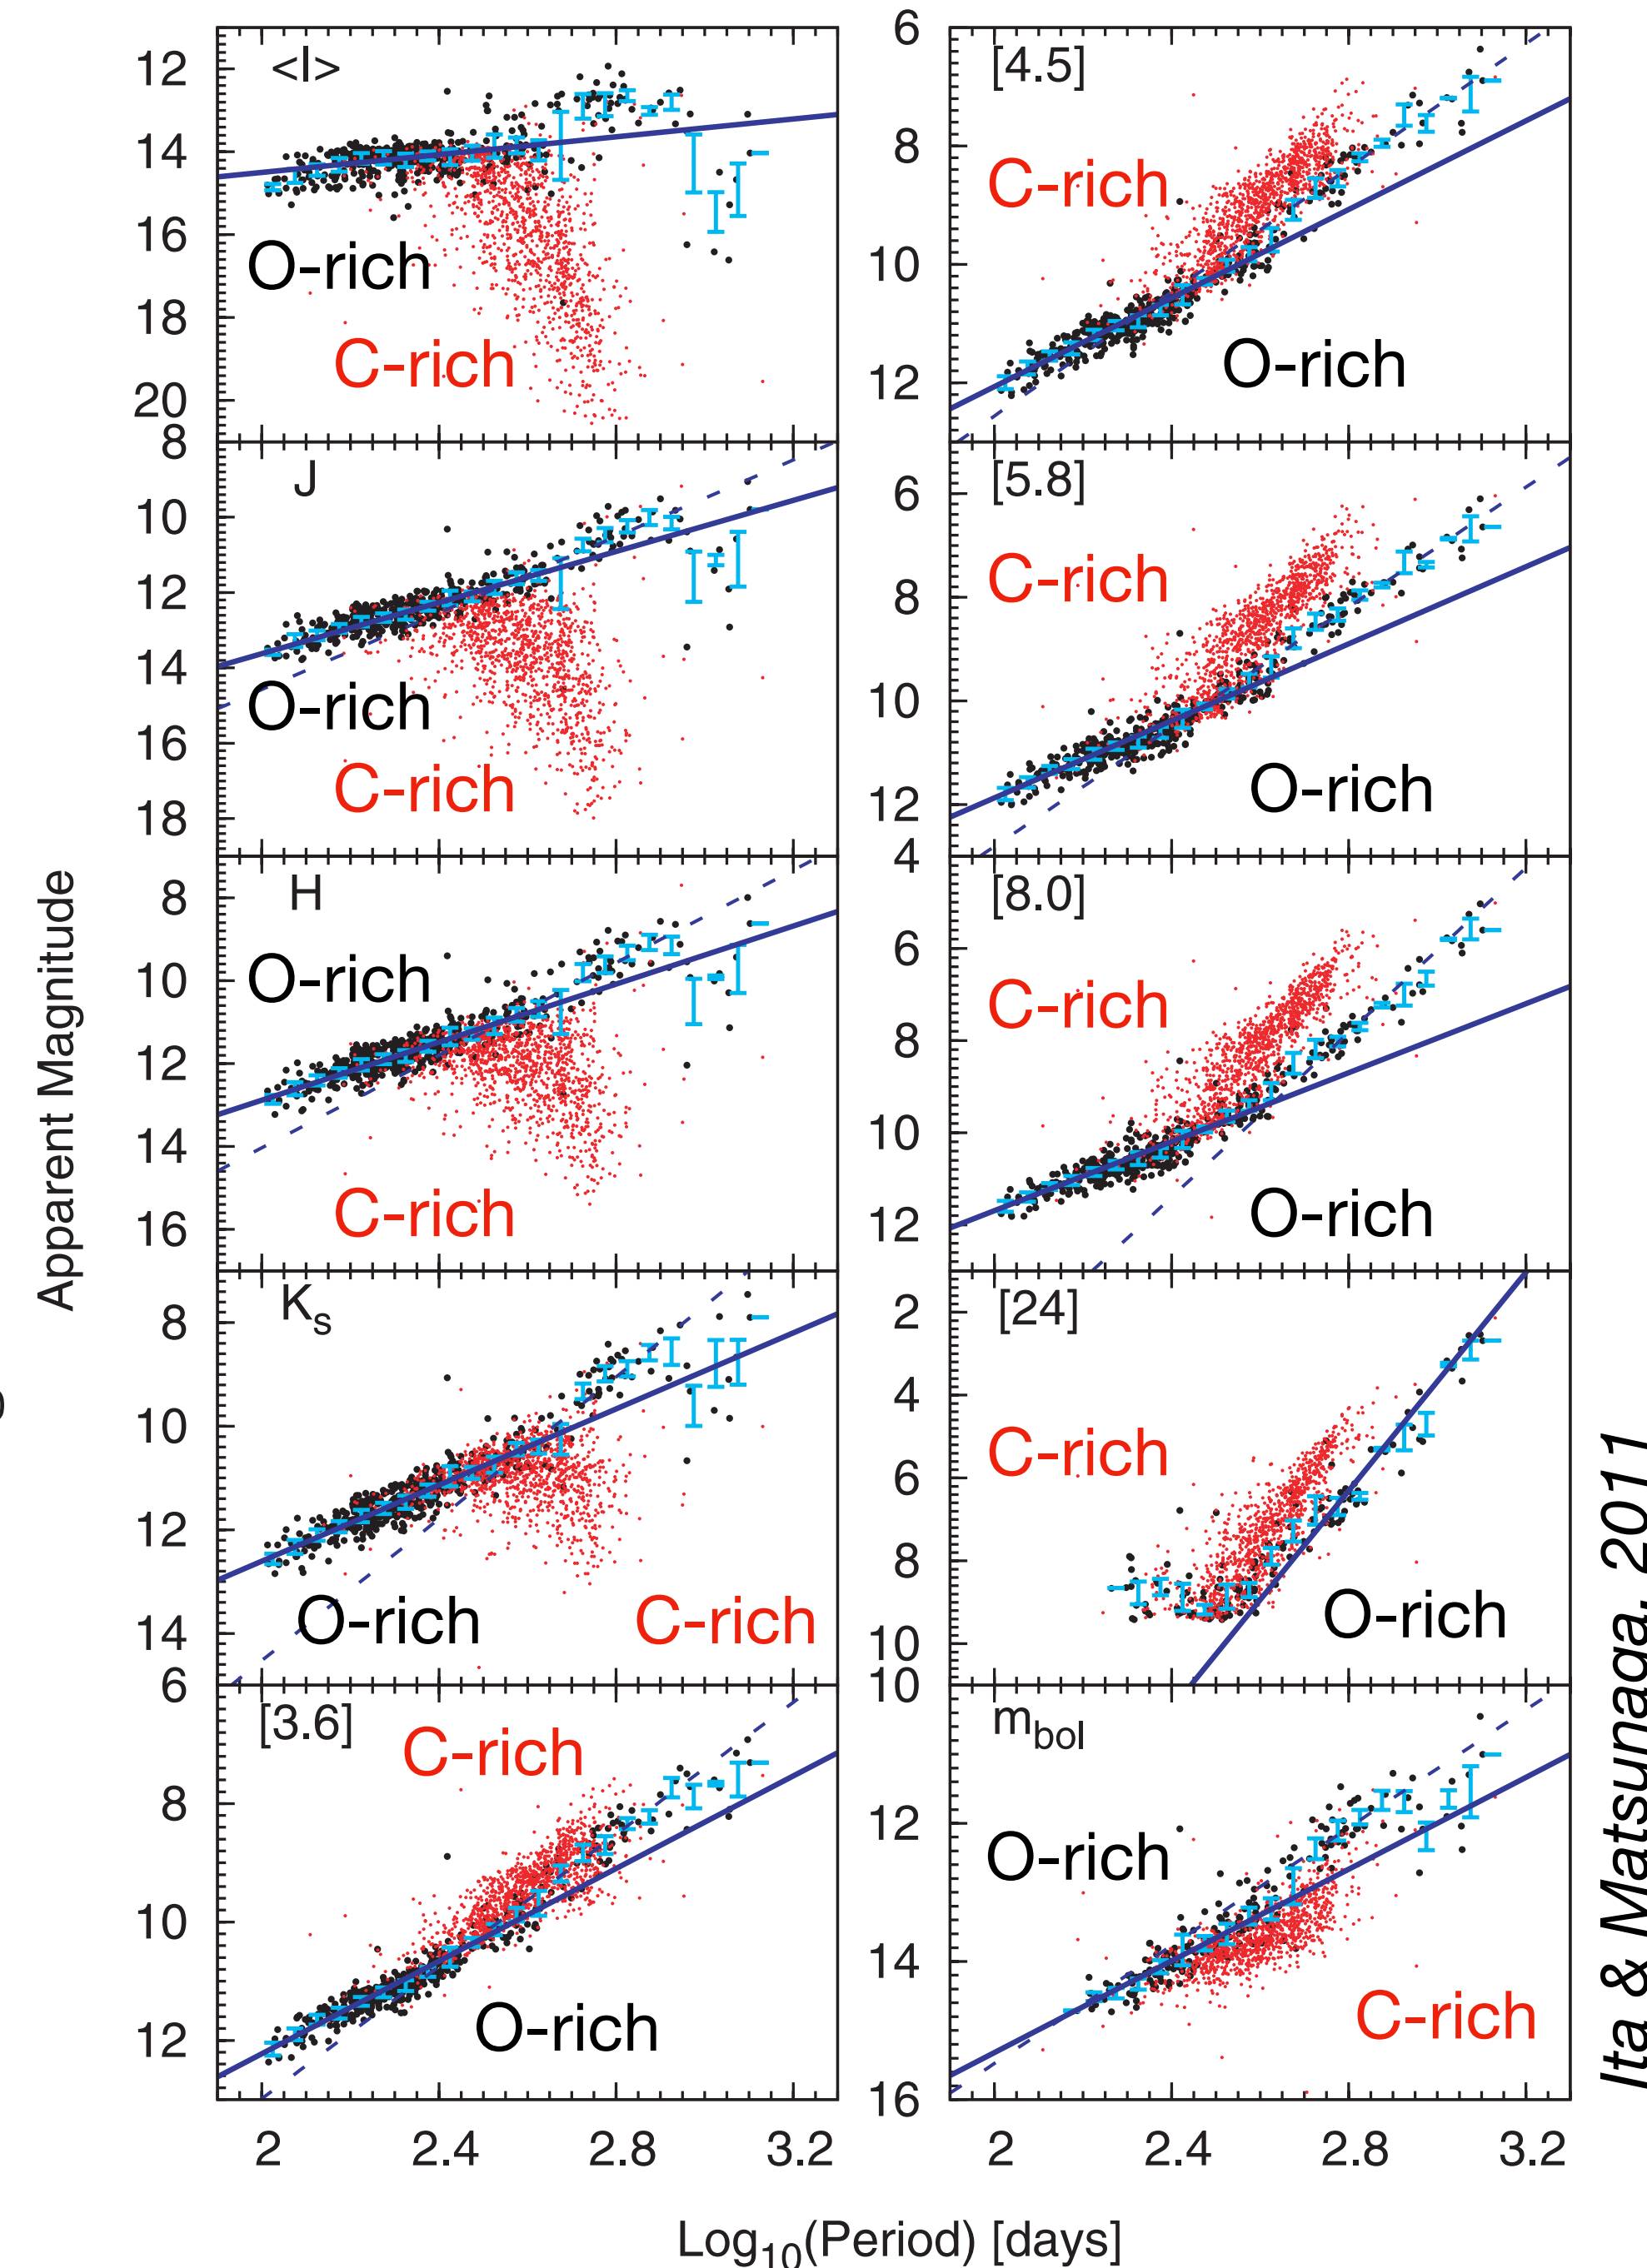 <I>
12
14
16
18
20
O-rich
C-rich
J
8
10
12
14
16
18
O-rich
C-rich
H
8
10
12
14
16
O-rich
C-rich
Ks
8
10
12
14
O-rich
C-rich
[3.6]
6
8
10
12
C-rich
O-rich
2
2.4
2.8
3.2
[4.5]
6
8
10
12
C-rich
O-rich
[5.8]
6
8
10
12
C-rich
O-rich
[8.0]
4
6
8
10
12
C-rich
O-rich
[24]
2
4
6
8
10
C-rich
O-rich
mbol
10
12
14
16
O-rich
C-rich
2
2.4
2.8
3.2
Apparent Magnitude
Log10(Period) [days]
Ita & Matsunaga, 2011